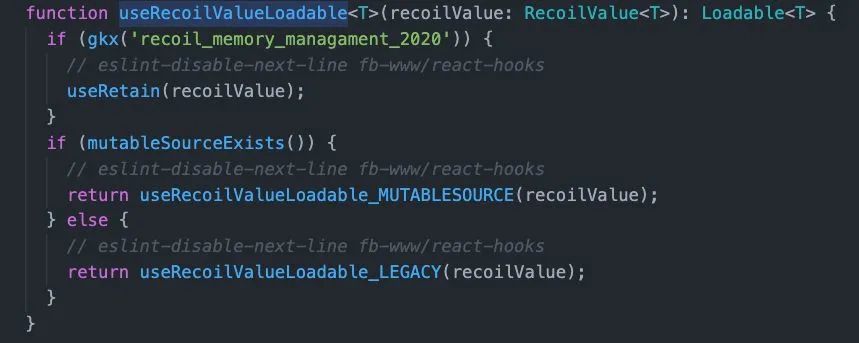 function useRecoilValueLoadable<T>(recoilValue: RecoilValue<T>): Loadable<T> {
  if (gkx('recoil_memory_managament_2020')) {
    // eslint-disable-next-line fb-www/react-hooks
    useRetain(recoilValue);
  }
  if (mutableSourceExists()) {
    // eslint-disable-next-line fb-www/react-hooks
    return useRecoilValueLoadable_MUTABLESOURCE(recoilValue);
  } else {
    // eslint-disable-next-line fb-www/react-hooks
    return useRecoilValueLoadable_LEGACY(recoilValue);
  }
}